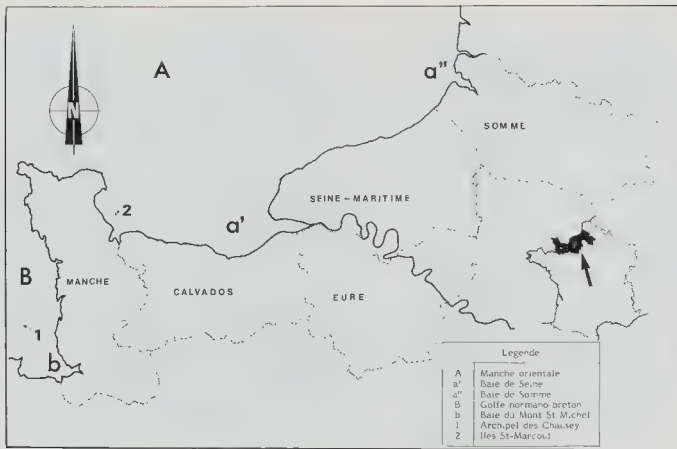 A
a"
N
SOMME
2
SEINE-MARITIME
a'
B
MANCHE
CALVADOS
EURE
1
b
Legende
A Manche orientale
a' Baie de Seine
a" Baie de Somme
B Golfe normano-breton
b Baie du Mont St Michel
1 Archipel des Chausey
2 Iles St-Marcouf